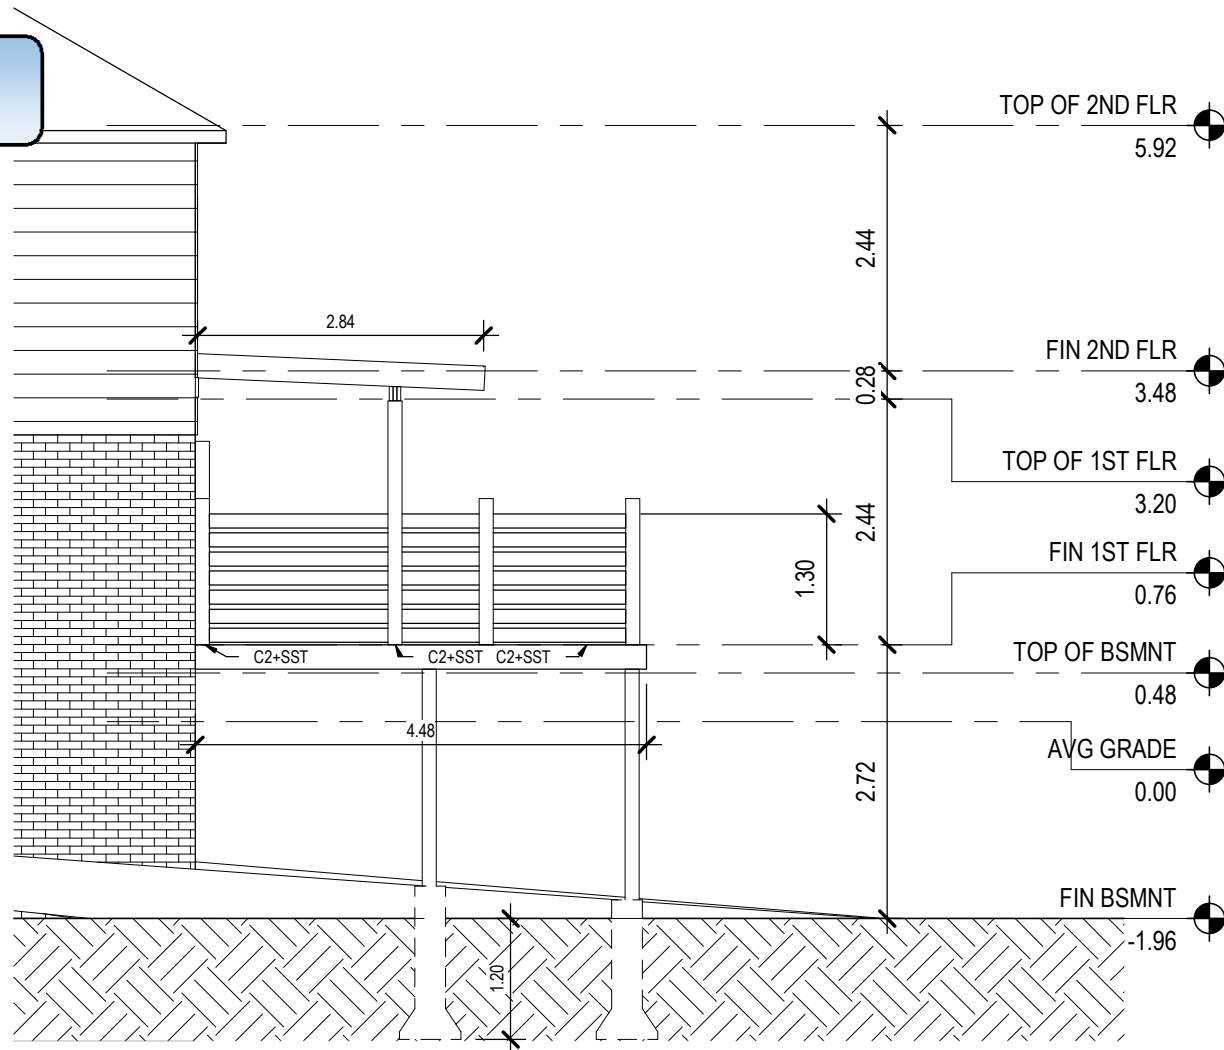 TOP OF 2ND FLR
5.92
2.44
2.84
FIN 2ND FLR
3.48
0.28
TOP OF 1ST FLR
3.20
2.44
FIN 1ST FLR
0.76
1.30
C2+SST
C2+SST
C2+SST
TOP OF BSMNT
0.48
4.48
AVG GRADE
0.00
2.72
FIN BSMNT
-1.96
1.20